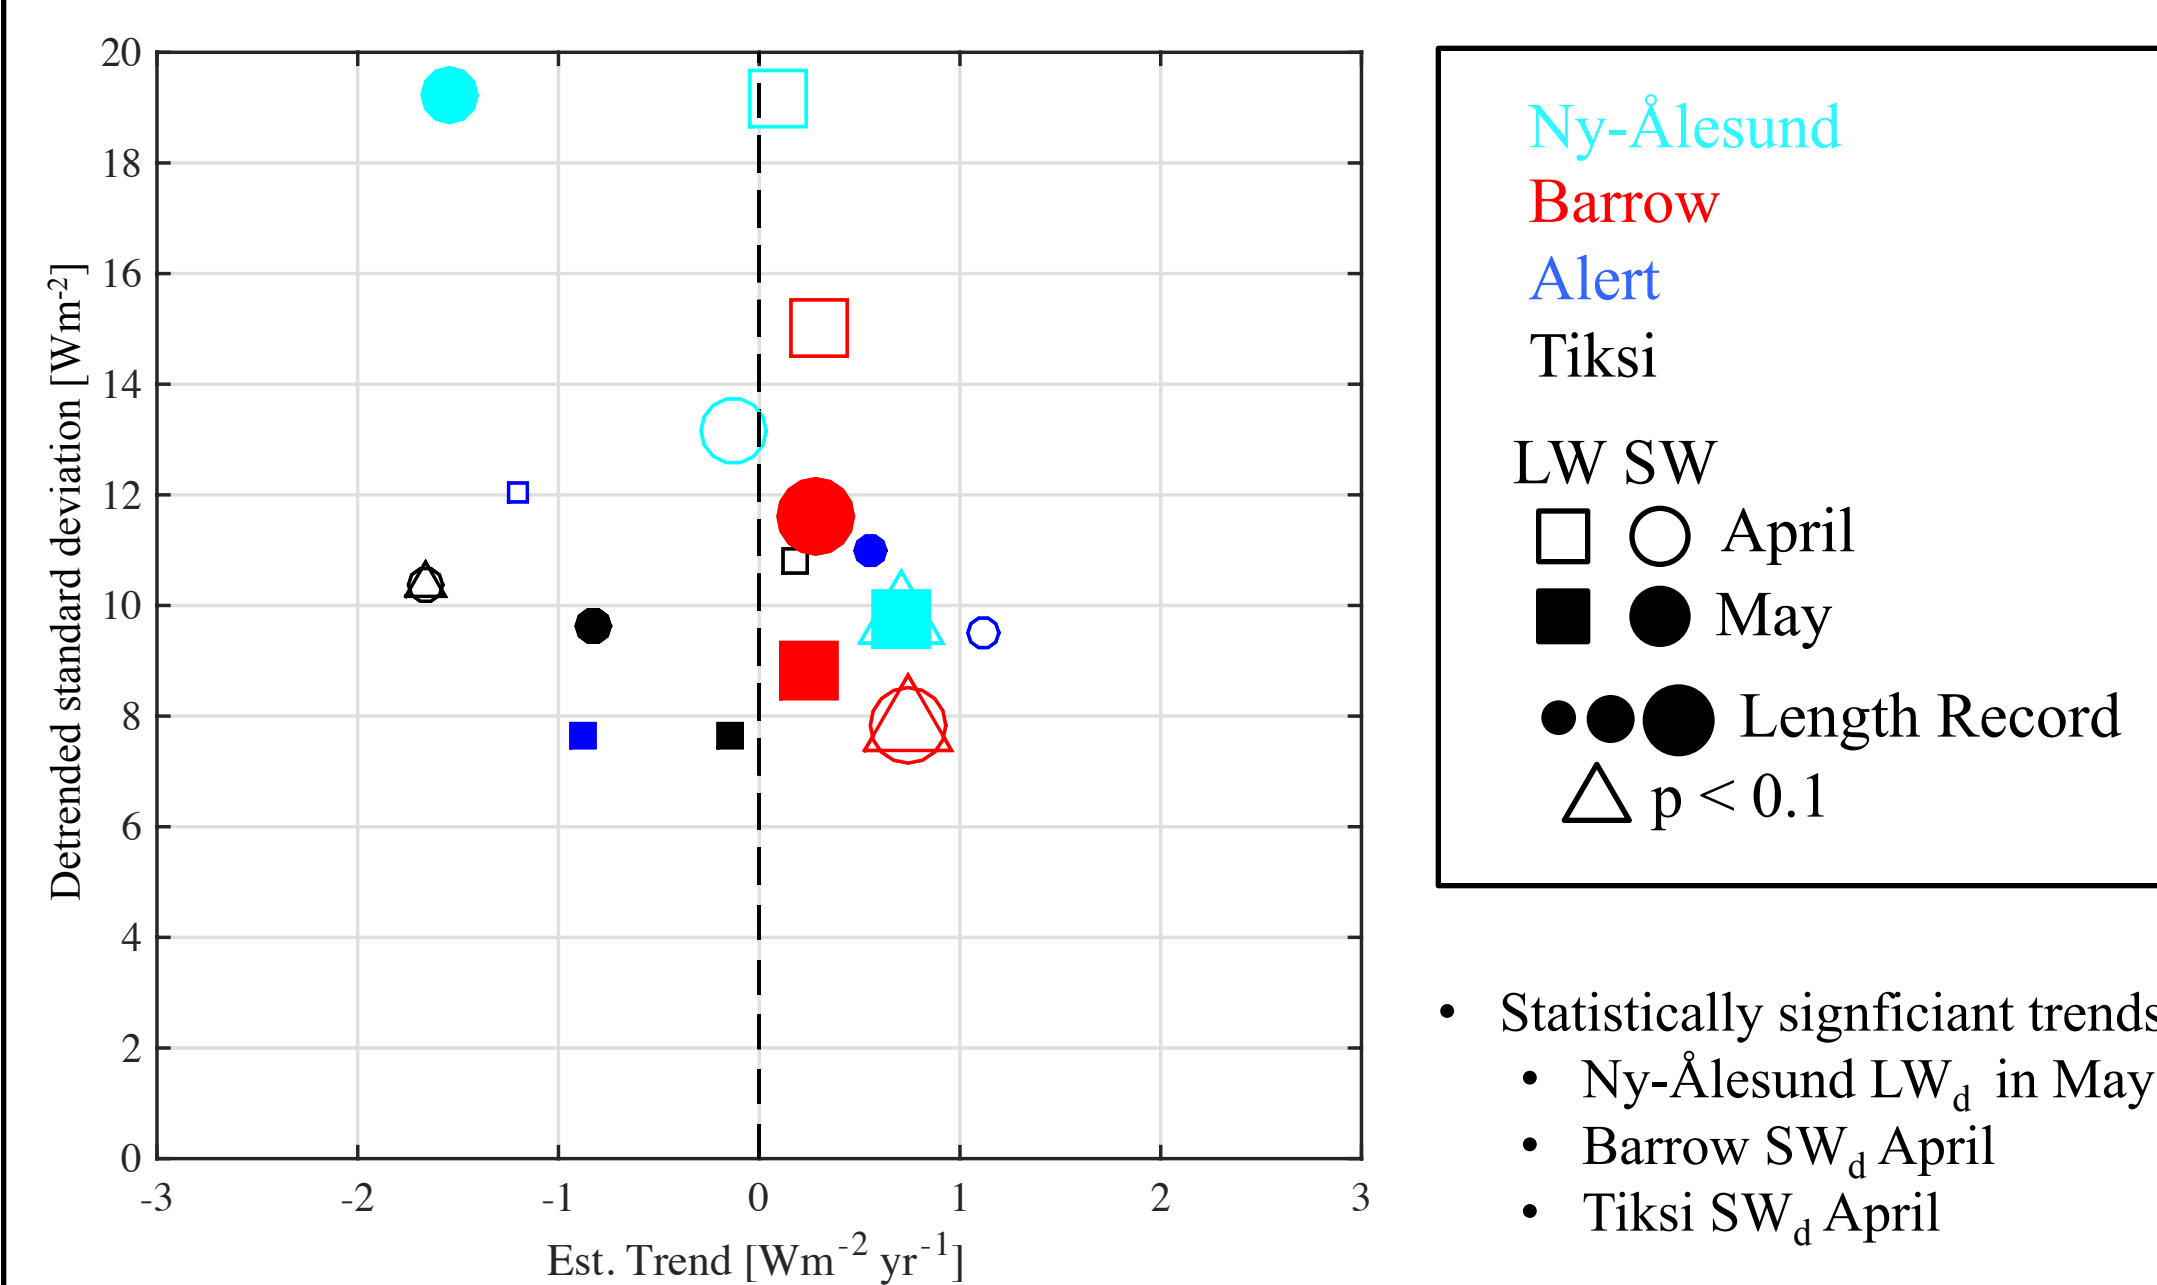 20
18
16
14
12
10
8
6
4
2
0
-3 -2 -1 0 1 2 3
Detrended standard deviation [Wm-2]
Est. Trend [Wm-2 yr-1]
Ny-Ålesund
Barrow
Alert
Tiksi
LW SW
April
May
Length Record
p < 0.1
• Statistically signficiant trends
• Ny-Ålesund LWd in May
• Barrow SWd April
• Tiksi SWd April